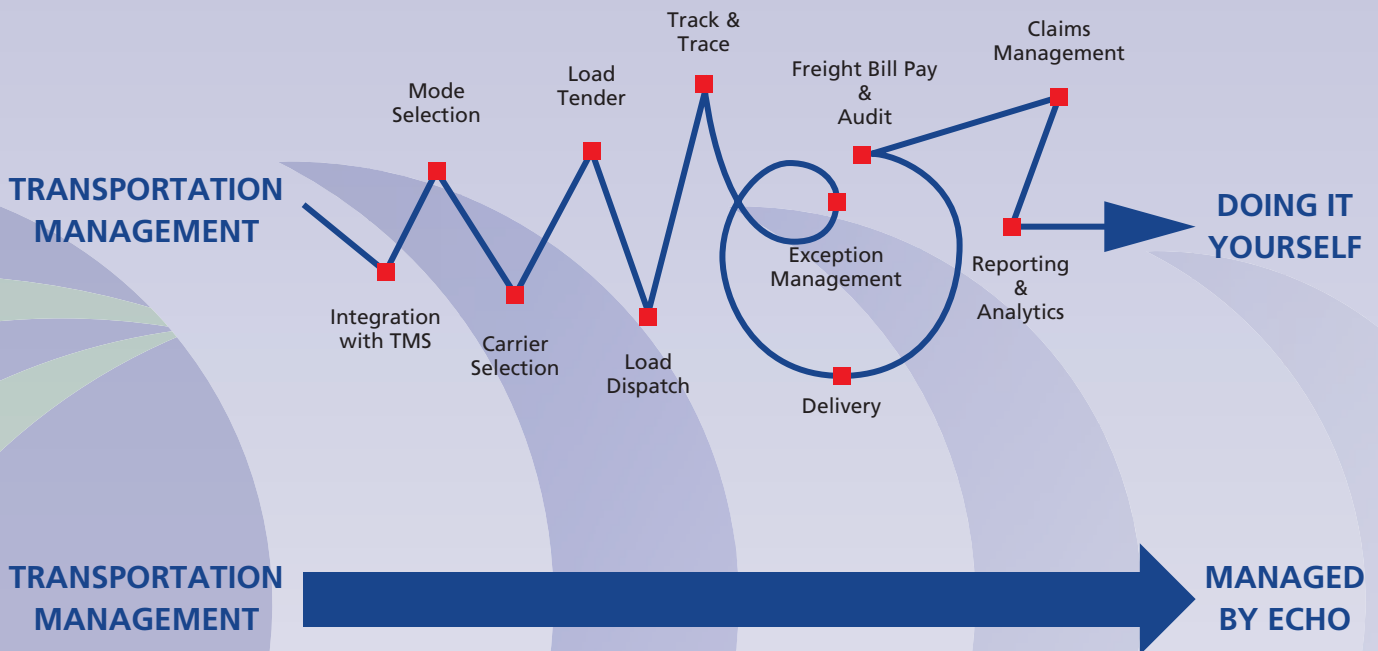 TRANSPORTATION
MANAGEMENT
Integration
with TMS
Mode
Selection
Carrier
Selection
Load
Tender
Load
Dispatch
Track &
Trace
Exception
Management
Delivery
Freight Bill Pay
&
Audit
Claims
Management
Reporting
&
Analytics
DOING IT
YOURSELF
TRANSPORTATION
MANAGEMENT
MANAGED
BY ECHO